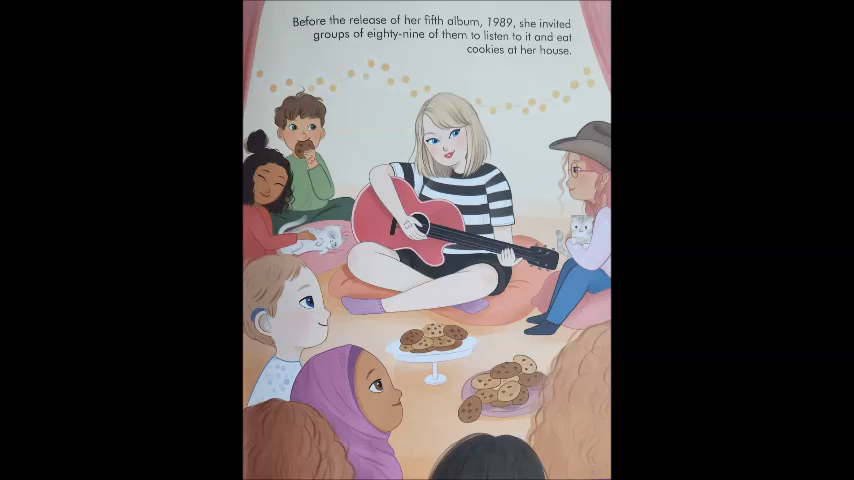 Before the release of her fifth album, 1989, she invited
groups of eighty-nine of them to listen to it and eat
cookies at her house.